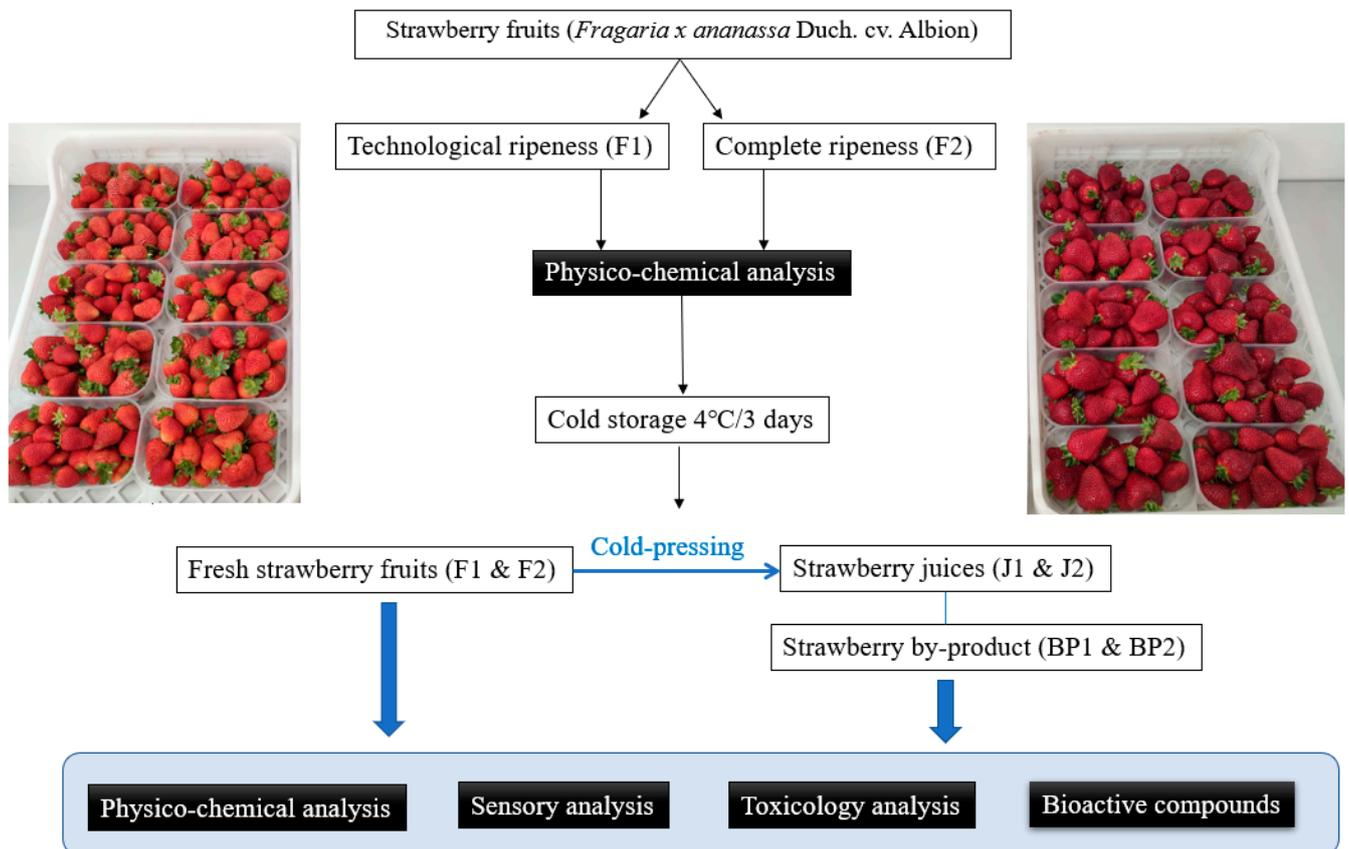 Strawberry fruits (Fragaria x ananassa Duch. cv. Albion)
Technological ripeness (F1)
Complete ripeness (F2)
Physico-chemical analysis
Cold storage 4℃/3 days
Cold-pressing
Fresh strawberry fruits (F1 & F2)
Strawberry juices (J1 & J2)
Strawberry by-product (BP1 & BP2)
Physico-chemical analysis
Sensory analysis
Toxicology analysis
Bioactive compounds